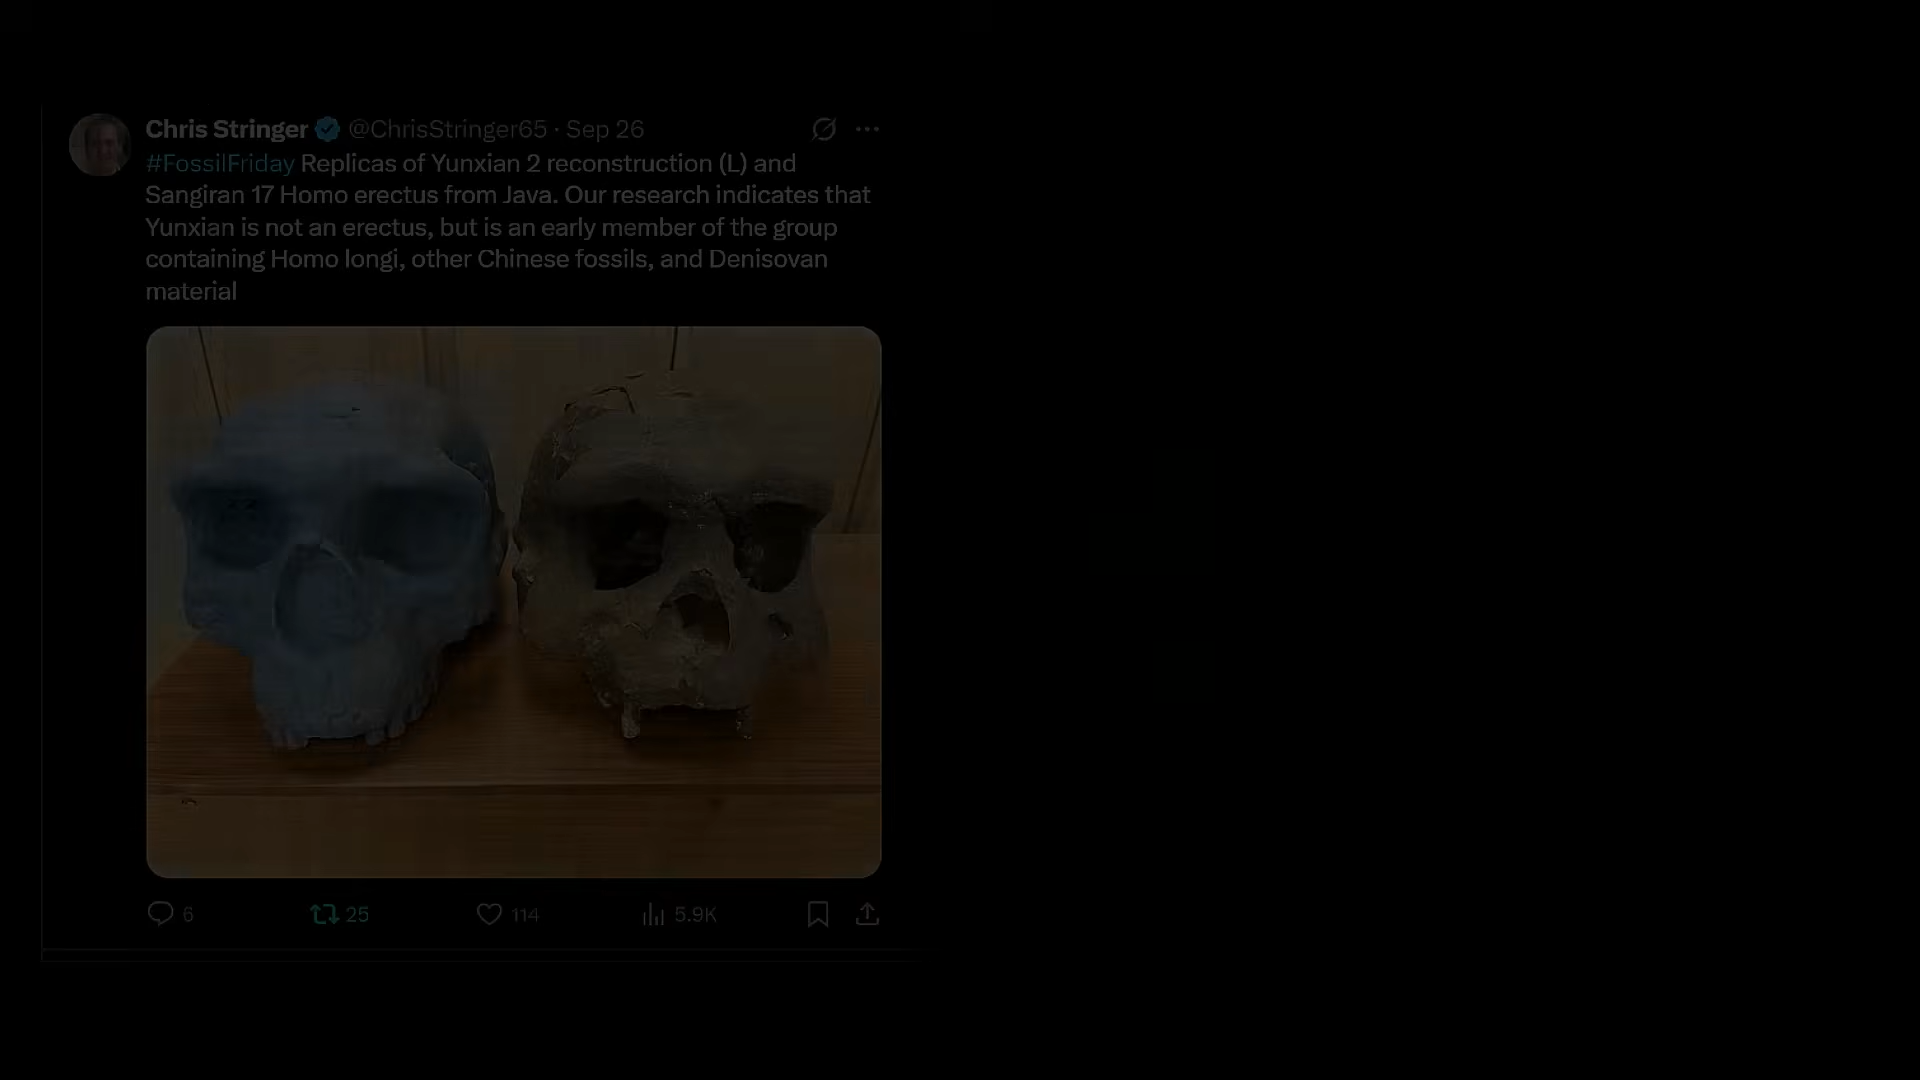 Chris Stringer @ChrisStringer65 · Sep 26
#FossilFriday Replicas of Yunxian 2 reconstruction (L) and
Sangiran 17 Homo erectus from Java. Our research indicates that
Yunxian is not an erectus, but is an early member of the group
containing Homo longi, other Chinese fossils, and Denisovan
material
6 25 114 5.9K